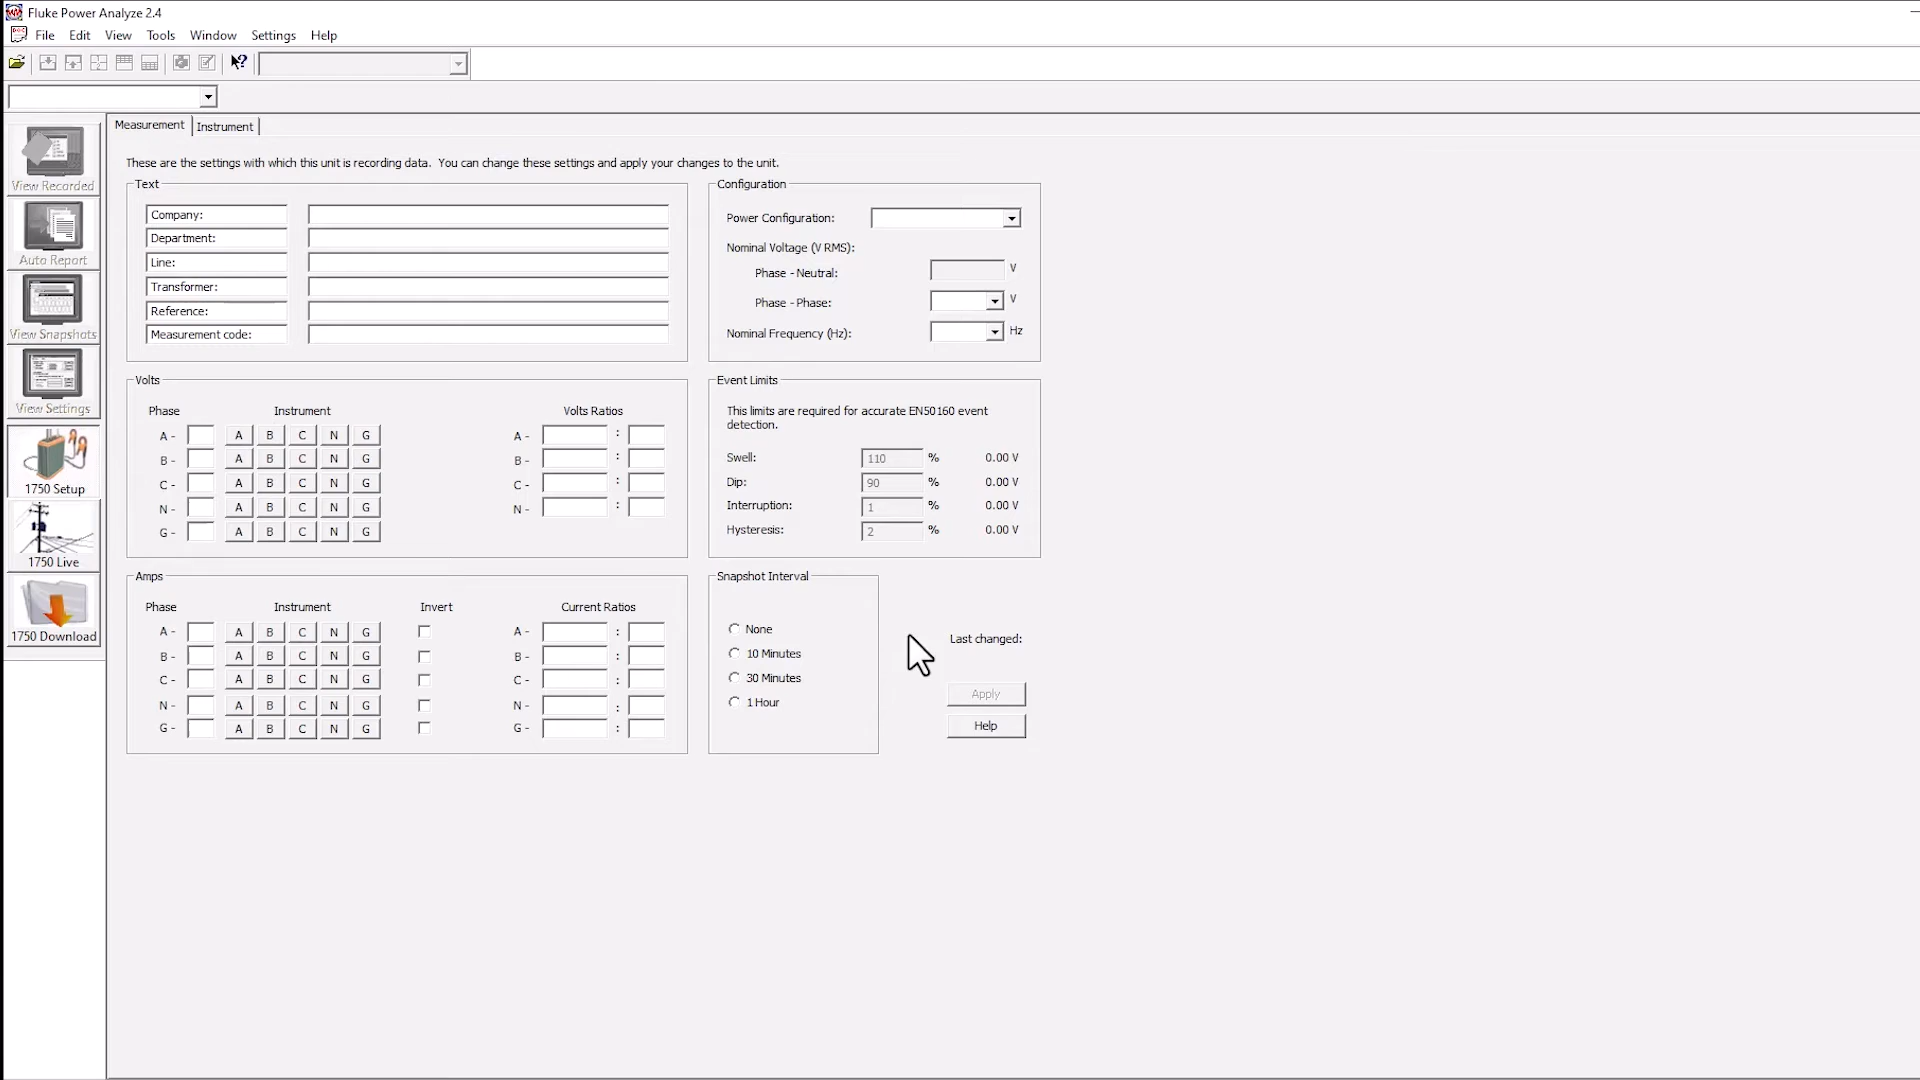 Fluke Power Analyze 2.4
File Edit View Tools Window Settings Help
Measurement Instrument
View Recorded
Auto Report
View Snapshots
View Settings
1750 Setup
1750 Live
1750 Download
These are the settings with which this unit is recording data. You can change these settings and apply your changes to the unit.
Text
Company:
Department:
Line:
Transformer:
Reference:
Measurement code:
Configuration
Power Configuration:
Nominal Voltage (V RMS):
Phase - Neutral: V
Phase - Phase: V
Nominal Frequency (Hz): Hz
Volts
Phase Instrument Volts Ratios
A - A B C N G A - :
B - A B C N G B - :
C - A B C N G C - :
N - A B C N G N - :
G - A B C N G
Event Limits
This limits are required for accurate EN50160 event
detection.
Swell: 110 % 0.00 V
Dip: 90 % 0.00 V
Interruption: 1 % 0.00 V
Hysteresis: 2 % 0.00 V
Amps
Phase Instrument Invert Current Ratios
A - A B C N G A - :
B - A B C N G B - :
C - A B C N G C - :
N - A B C N G N - :
G - A B C N G G - :
Snapshot Interval
None
10 Minutes
30 Minutes
1 Hour
Last changed:
Apply
Help